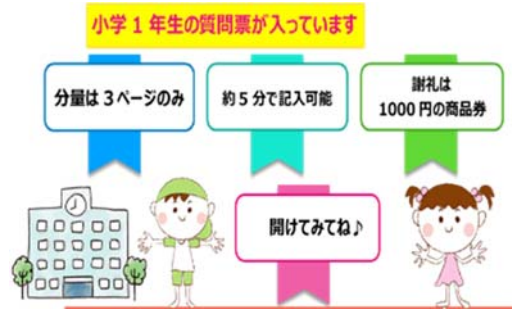 小学1年生の質問票が入っています
分量は3ページのみ
約5分で記入可能
謝礼は
1000円の商品券
開けてみてね♪